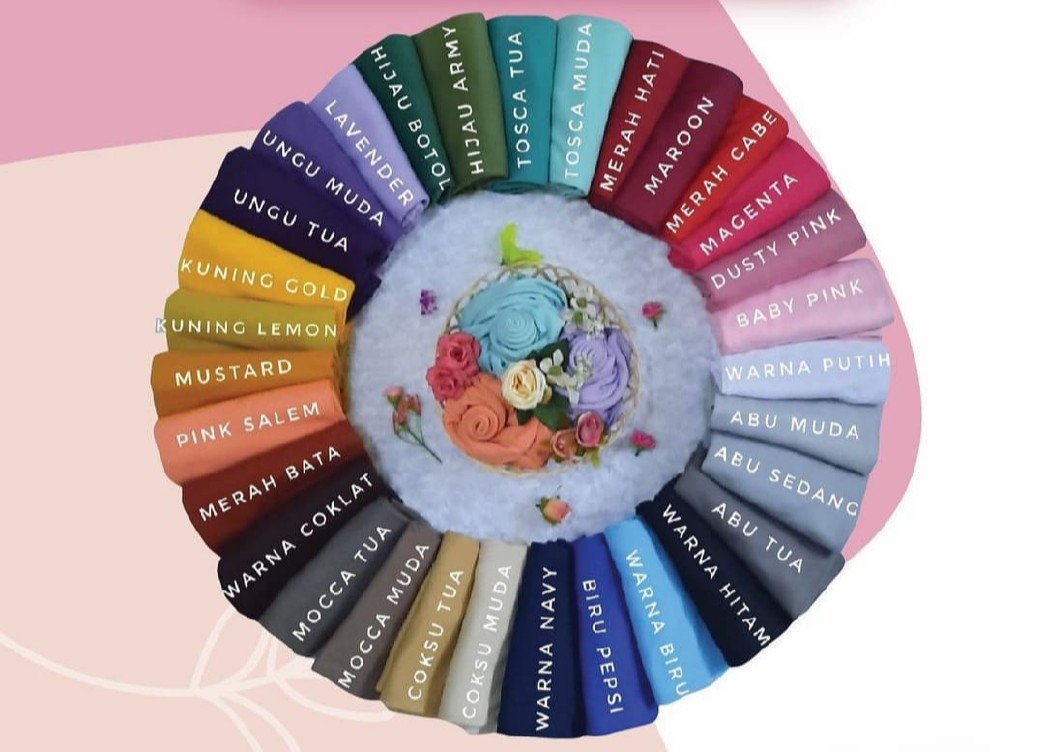 HIJAU BOTOL
HIJAU ARMY
TOSCA TUA
TOSCA MUDA
MERAH HATI
MAROON
MERAH CABE
MAGENTA
DUSTY PINK
BABY PINK
WARNA PUTIH
ABU MUDA
ABU SEDANG
ABU TUA
WARNA HITAM
WARNA BIRU
BIRU PEPSI
WARNA NAVY
COKSU MUDA
COKSU TUA
MOCCA MUDA
MOCCA TUA
WARNA COKLAT
MERAH BATA
PINK SALEM
MUSTARD
KUNING LEMON
KUNING GOLD
UNGU TUA
UNGU MUDA
LAVENDER